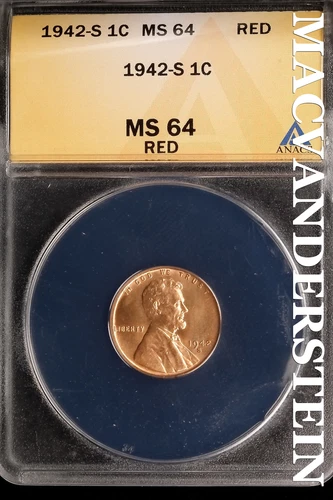 1942-S 1C MS 64 RED
1942-S 1C
MS 64
RED
ANACS
MACVANDERSTEIN
IN GOD WE TRUST
LIBERTY
1942
S